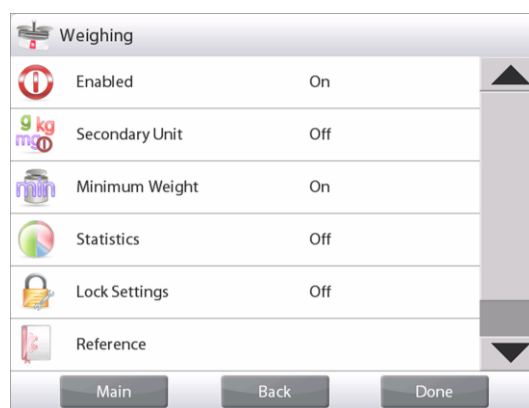 Weighing
Enabled On
g kg
mg
Secondary Unit Off
min
Minimum Weight On
Statistics Off
Lock Settings Off
Reference
Main Back Done